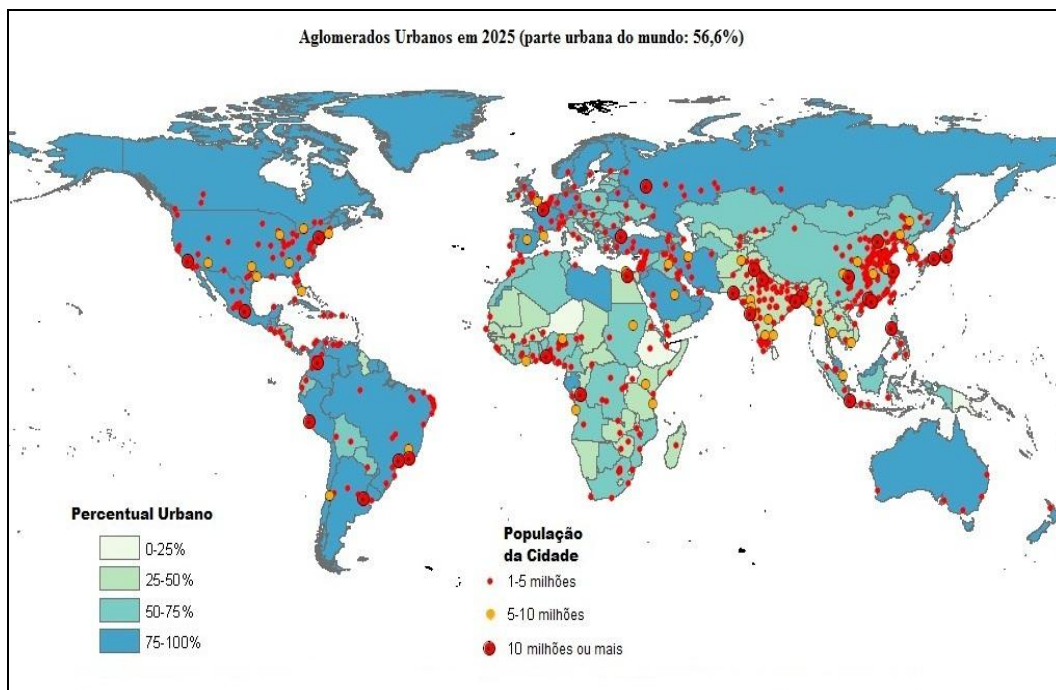 Aglomerados Urbanos em 2025 (parte urbana do mundo: 56,6%)
Percentual Urbano
0-25%
25-50%
50-75%
75-100%
População
da Cidade
1-5 milhões
5-10 milhões
10 milhões ou mais